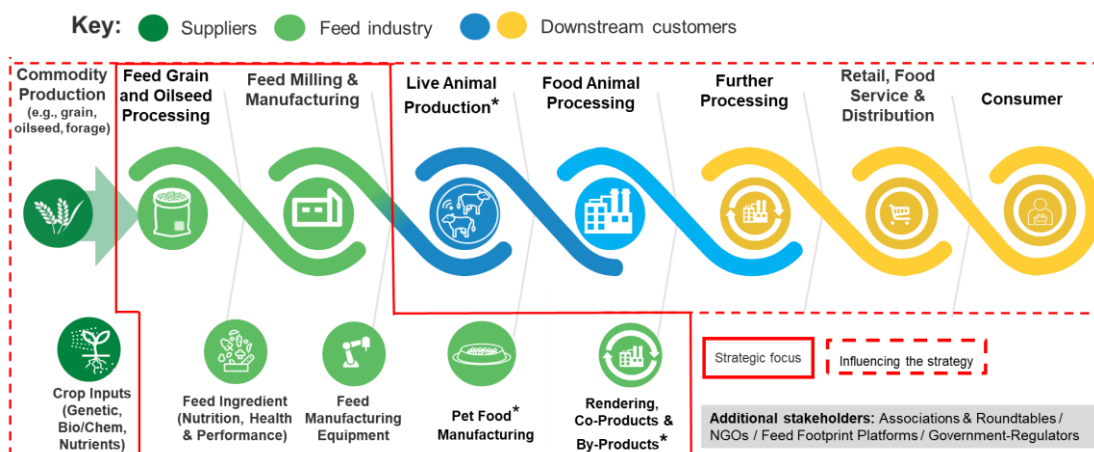 Key:
Suppliers
Feed industry
Downstream customers
Commodity
Production
(e.g., grain,
oilseed, forage)
Feed Grain
and Oilseed
Processing
Feed Milling &
Manufacturing
Live Animal
Production*
Food Animal
Processing
Further
Processing
Retail, Food
Service &
Distribution
Consumer
Crop Inputs
(Genetic,
Bio/Chem,
Nutrients)
Feed Ingredient
(Nutrition, Health
& Performance)
Feed
Manufacturing
Equipment
Pet Food*
Manufacturing
Rendering,
Co-Products &
By-Products*
Strategic focus
Influencing the strategy
Additional stakeholders: Associations & Roundtables /
NGOs / Feed Footprint Platforms / Government-Regulators